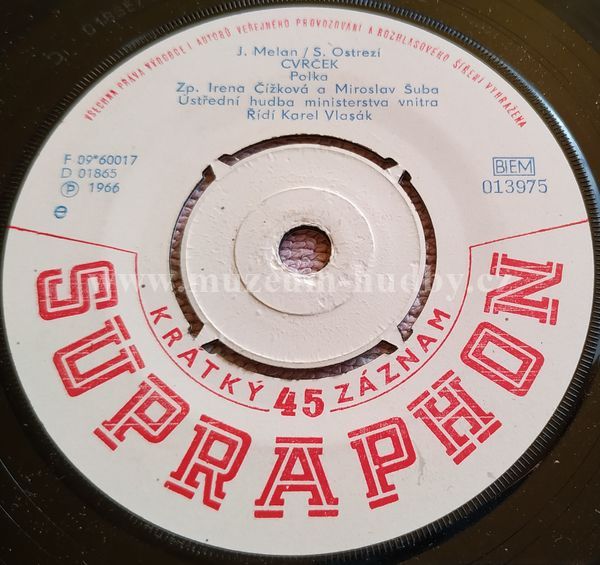 VŠECHNA PRÁVA VÝROBCE I AUTORŮ VEŘEJNÉHO PROVOZOVÁNÍ A ROZHLASOVÉHO ŠÍŘENÍ VYHRAŽENA
J. Melan / S. Ostrezí
CVRČEK
Polka
Zp. Irena Čížková a Miroslav Šuba
Ústřední hudba ministerstva vnitra
Řídí Karel Vlasák
F 09*60017
D 01865
Ⓟ 1966
e
BIEM
013975
www.muzeum-hudby.cz
KRÁTKÝ 45 ZÁZNAM
SUPRAPHON